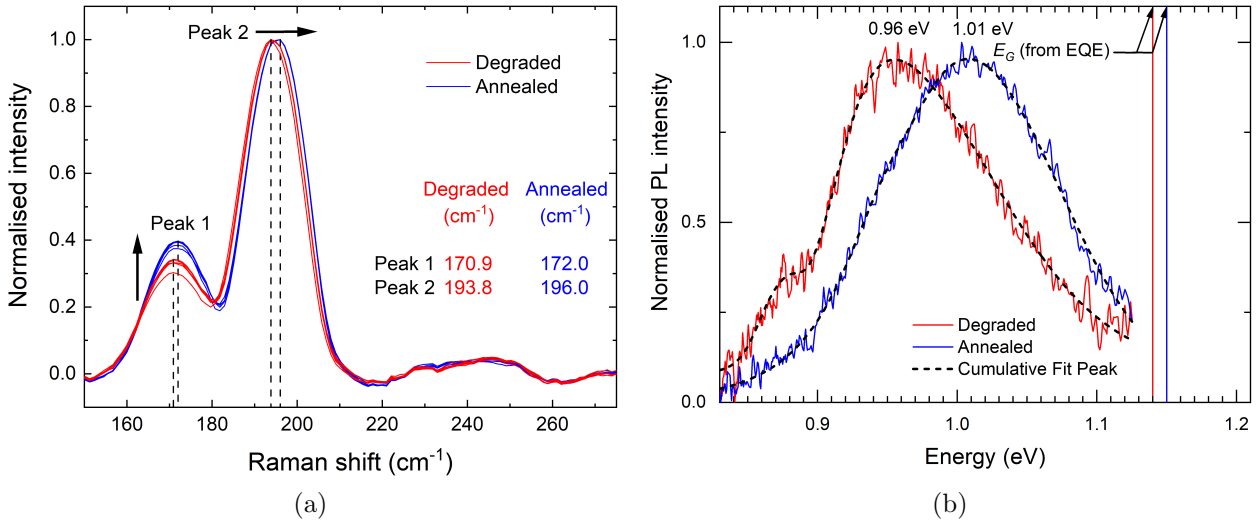 Peak 2
1.0
0.8
0.6
0.4
0.2
0.0
Normalised intensity
Degraded
Annealed
Peak 1
Degraded Annealed
(cm-1) (cm-1)
Peak 1 170.9 172.0
Peak 2 193.8 196.0
160 180 200 220 240 260
Raman shift (cm-1)
(a)
0.96 eV 1.01 eV
EG (from EQE)
1.0
0.5
0.0
Normalised PL intensity
Degraded
Annealed
Cumulative Fit Peak
0.9 1.0 1.1 1.2
Energy (eV)
(b)